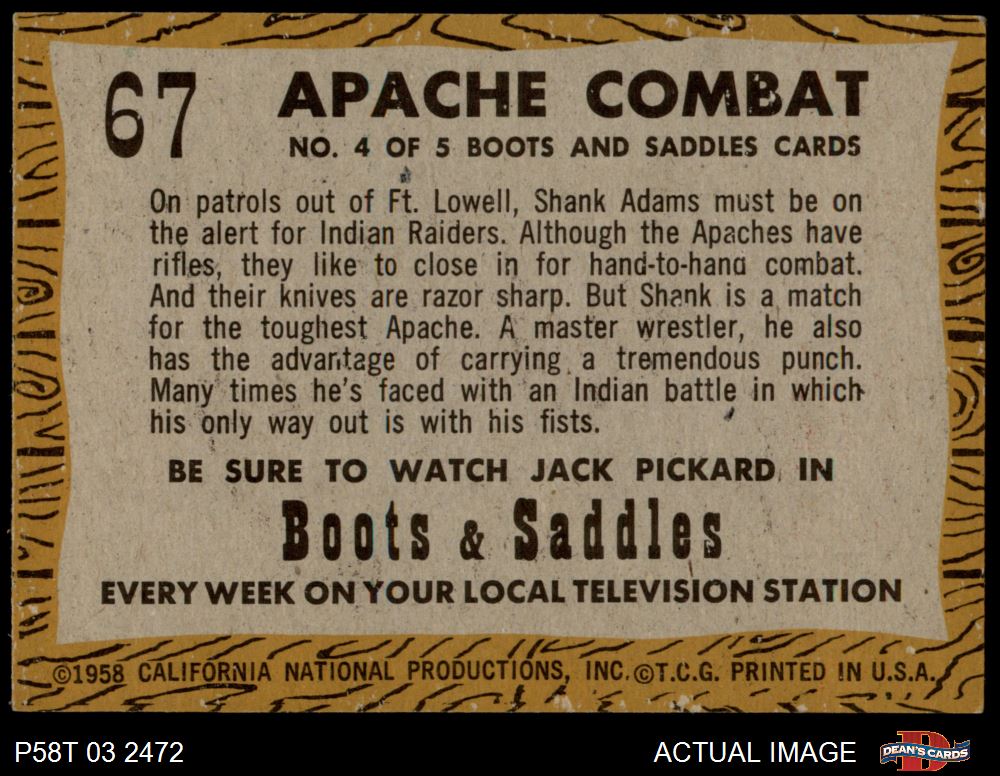 67
APACHE COMBAT
NO. 4 OF 5 BOOTS AND SADDLES CARDS
On patrols out of Ft. Lowell, Shank Adams must be on
the alert for Indian Raiders. Although the Apaches have
rifles, they like to close in for hand-to-hand combat.
And their knives are razor sharp. But Shank is a match
for the toughest Apache. A master wrestler, he also
has the advantage of carrying a tremendous punch.
Many times he's faced with an Indian battle in which
his only way out is with his fists.
BE SURE TO WATCH JACK PICKARD IN
Boots & Saddles
EVERY WEEK ON YOUR LOCAL TELEVISION STATION
©1958 CALIFORNIA NATIONAL PRODUCTIONS, INC. ©T.C.G. PRINTED IN U.S.A.
P58T 03 2472
ACTUAL IMAGE
D
DEAN'S CARDS